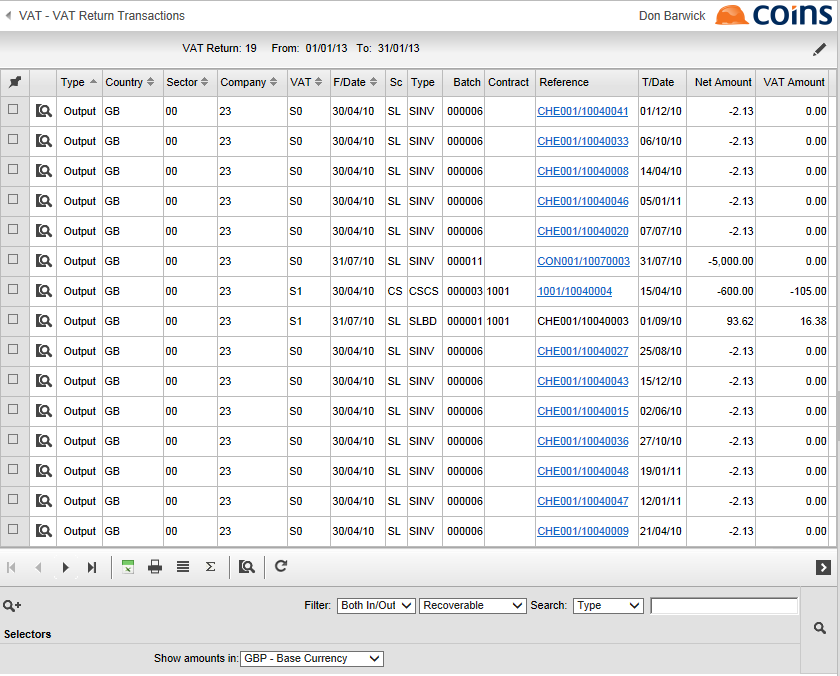 VAT - VAT Return Transactions Don Barwick coins
VAT Return: 19 From: 01/01/13 To: 31/01/13
Type Country Sector Company VAT F/Date Sc Type Batch Contract Reference T/Date Net Amount VAT Amount
Output GB 00 23 S0 30/04/10 SL SINV 000006 CHE001/10040041 01/12/10 -2.13 0.00
Output GB 00 23 S0 30/04/10 SL SINV 000006 CHE001/10040033 06/10/10 -2.13 0.00
Output GB 00 23 S0 30/04/10 SL SINV 000006 CHE001/10040008 14/04/10 -2.13 0.00
Output GB 00 23 S0 30/04/10 SL SINV 000006 CHE001/10040046 05/01/11 -2.13 0.00
Output GB 00 23 S0 30/04/10 SL SINV 000006 CHE001/10040020 07/07/10 -2.13 0.00
Output GB 00 23 S0 31/07/10 SL SINV 000011 CON001/10070003 31/07/10 -5,000.00 0.00
Output GB 00 23 S1 30/04/10 CS CSCS 000003 1001 1001/10040004 15/04/10 -600.00 -105.00
Output GB 00 23 S1 31/07/10 SL SLBD 000001 1001 CHE001/10040003 01/09/10 93.62 16.38
Output GB 00 23 S0 30/04/10 SL SINV 000006 CHE001/10040027 25/08/10 -2.13 0.00
Output GB 00 23 S0 30/04/10 SL SINV 000006 CHE001/10040043 15/12/10 -2.13 0.00
Output GB 00 23 S0 30/04/10 SL SINV 000006 CHE001/10040015 02/06/10 -2.13 0.00
Output GB 00 23 S0 30/04/10 SL SINV 000006 CHE001/10040036 27/10/10 -2.13 0.00
Output GB 00 23 S0 30/04/10 SL SINV 000006 CHE001/10040048 19/01/11 -2.13 0.00
Output GB 00 23 S0 30/04/10 SL SINV 000006 CHE001/10040047 12/01/11 -2.13 0.00
Output GB 00 23 S0 30/04/10 SL SINV 000006 CHE001/10040009 21/04/10 -2.13 0.00
Filter: Both In/Out Recoverable Search: Type
Selectors
Show amounts in: GBP - Base Currency